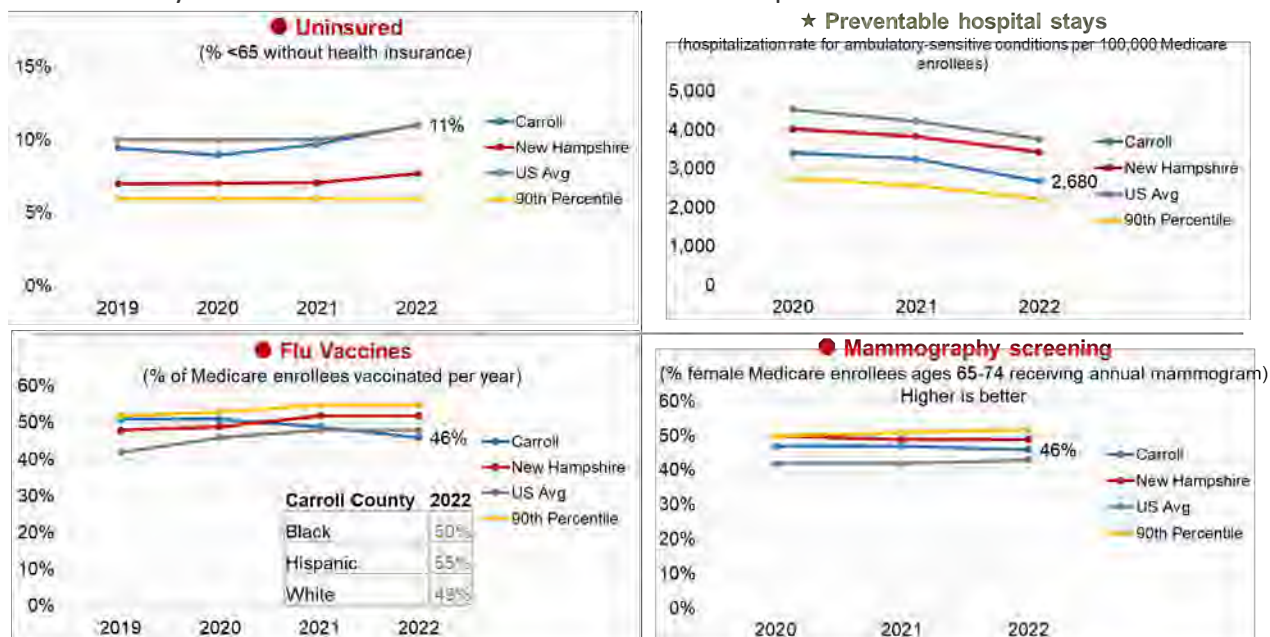 Uninsured
(% <65 without health insurance)
15%
10%
5%
0%
11%
Carroll
New Hampshire
US Avg
90th Percentile
2019 2020 2021 2022
★ Preventable hospital stays
(hospitalization rate for ambulatory-sensitive conditions per 100,000 Medicare
enrollees)
5,000
4,000
3,000
2,000
1,000
0
2,680
Carroll
New Hampshire
US Avg
90th Percentile
2020 2021 2022
Flu Vaccines
(% of Medicare enrollees vaccinated per year)
60%
50%
40%
30%
20%
10%
0%
46%
Carroll
New Hampshire
US Avg
90th Percentile
Carroll County 2022
Black 50%
Hispanic 55%
White
2019 2020 2021 2022
Mammography screening
(% female Medicare enrollees ages 65-74 receiving annual mammogram)
Higher is better
60%
50%
40%
30%
20%
10%
0%
46%
Carroll
New Hampshire
US Avg
90th Percentile
2020 2021 2022